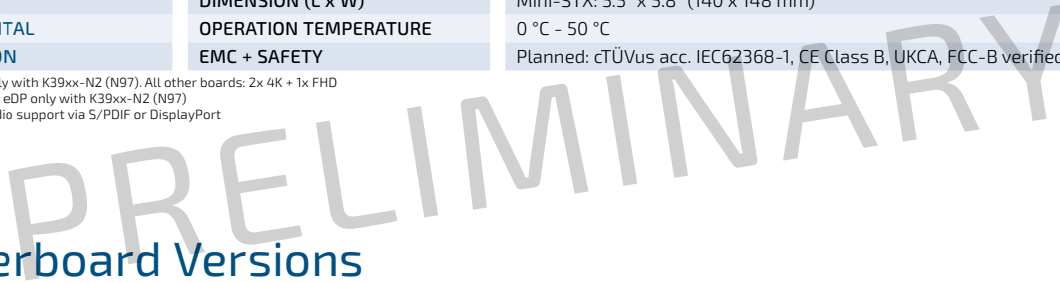 DIMENSION (L x W) Mini-STX: 5.5" x 5.8" (140 x 148 mm)
NTAL OPERATION TEMPERATURE 0 °C - 50 °C
ON EMC + SAFETY Planned: cTÜVus acc. IEC62368-1, CE Class B, UKCA, FCC-B verified
ly with K39xx-N2 (N97). All other boards: 2x 4K + 1x FHD
eDP only with K39xx-N2 (N97)
dio support via S/PDIF or DisplayPort
PRELIMINARY
erboard Versions